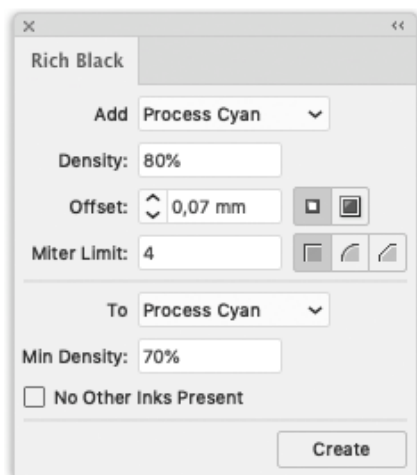 Rich Black
Add Process Cyan
Density: 80%
Offset: 0,07 mm
Miter Limit: 4
To Process Cyan
Min Density: 70%
No Other Inks Present
Create